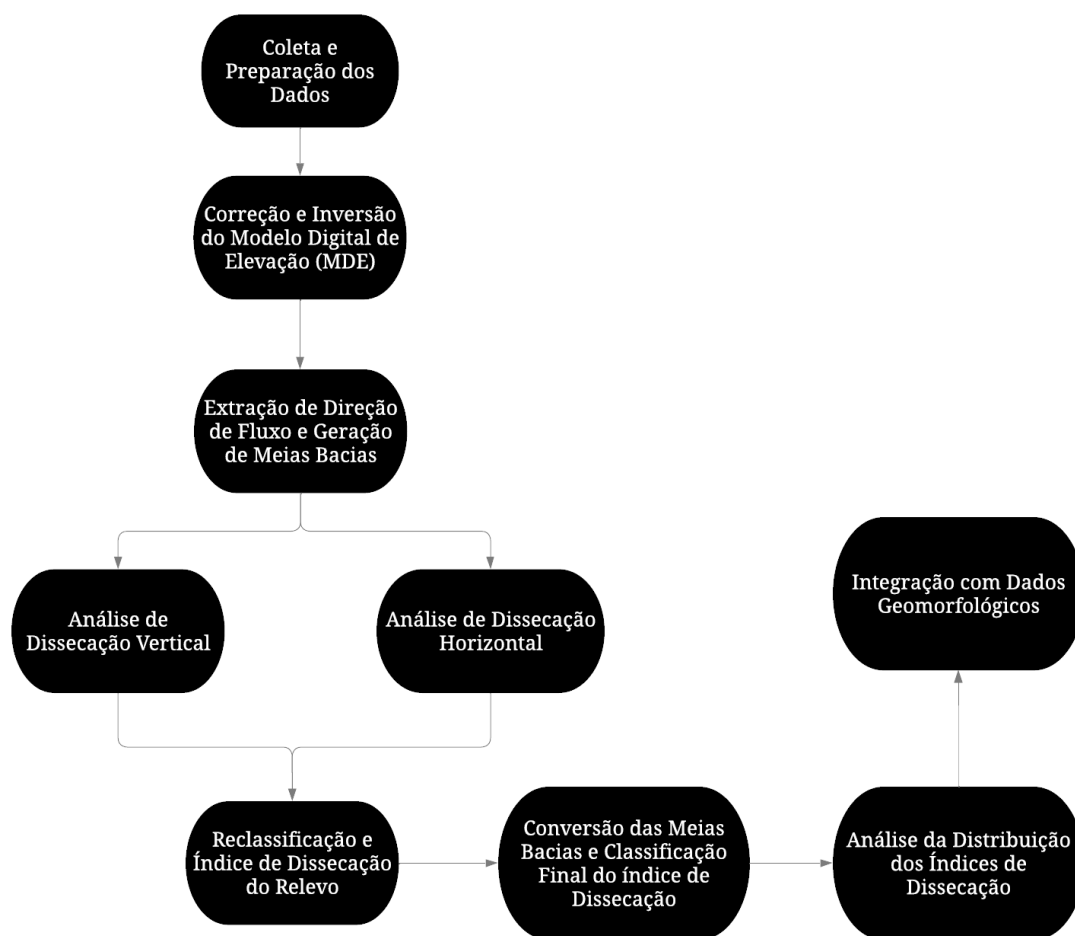 Coleta e
Preparação dos
Dados
Correção e Inversão
do Modelo Digital de
Elevação (MDE)
Extração de Direção
de Fluxo e Geração
de Meias Bacias
Análise de
Dissecação Vertical
Análise de Dissecação
Horizontal
Reclassificação e
Índice de Dissecação
do Relevo
Conversão das Meias
Bacias e Classificação
Final do índice de
Dissecação
Análise da Distribuição
dos Índices de
Dissecação
Integração com Dados
Geomorfológicos